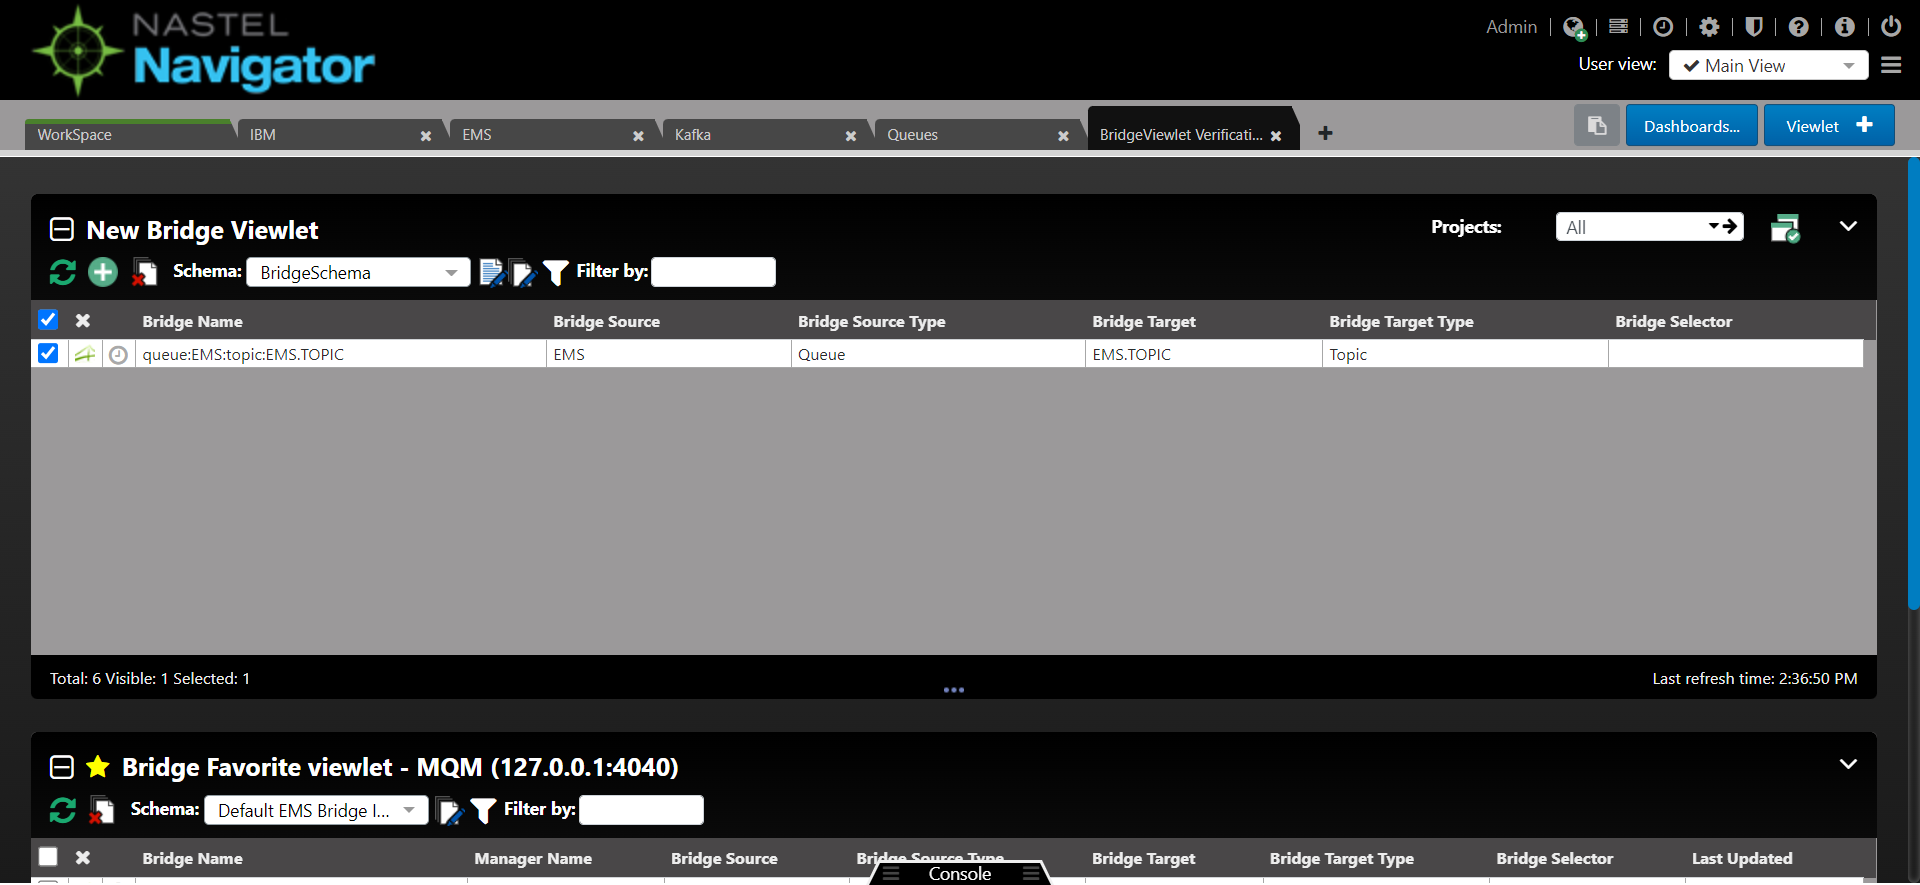 NASTEL
Navigator
Admin
User view: Main View
WorkSpace IBM EMS Kafka Queues BridgeViewlet Verificati...
Dashboards... Viewlet
New Bridge Viewlet
Projects: All
Schema: BridgeSchema Filter by:
Bridge Name Bridge Source Bridge Source Type Bridge Target Bridge Target Type Bridge Selector
queue:EMS:topic:EMS.TOPIC EMS Queue EMS.TOPIC Topic
Total: 6 Visible: 1 Selected: 1
Last refresh time: 2:36:50 PM
Bridge Favorite viewlet - MQM (127.0.0.1:4040)
Schema: Default EMS Bridge I... Filter by:
Bridge Name Manager Name Bridge Source Bridge Source Type Bridge Target Bridge Target Type Bridge Selector Last Updated
Console